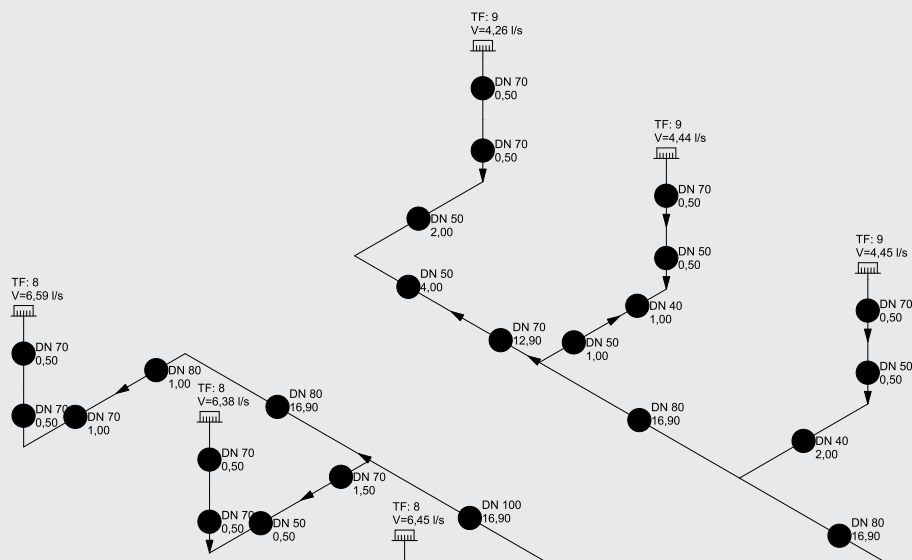 TF: 9
V=4,26 l/s
DN 70
0,50
DN 70
0,50
DN 50
2,00
DN 50
4,00
DN 70
12,90
TF: 9
V=4,44 l/s
DN 70
0,50
DN 50
0,50
DN 40
1,00
DN 50
1,00
TF: 9
V=4,45 l/s
DN 70
0,50
DN 50
0,50
DN 40
2,00
DN 80
16,90
DN 80
16,90
TF: 8
V=6,59 l/s
DN 70
0,50
DN 70
0,50
DN 70
1,00
DN 80
1,00
DN 80
16,90
TF: 8
V=6,38 l/s
DN 70
0,50
DN 70
0,50
DN 50
0,50
DN 70
1,50
DN 100
16,90
TF: 8
V=6,45 l/s